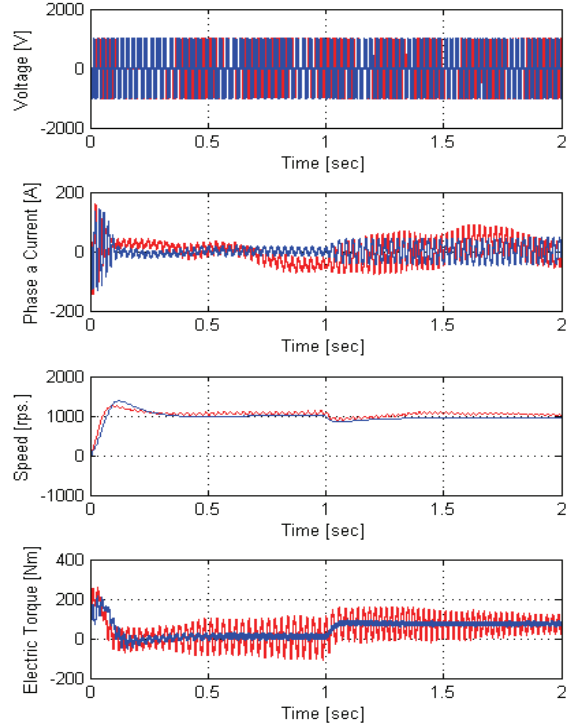 2000
0
-2000
Voltage [V]
0 0.5 1 1.5 2
Time [sec]
200
0
-200
Phase a Current [A]
0 0.5 1 1.5 2
Time [sec]
2000
1000
0
-1000
Speed [rps.]
0 0.5 1 1.5 2
Time [sec]
400
200
0
-200
Electric Torque [Nm]
0 0.5 1 1.5 2
Time [sec]